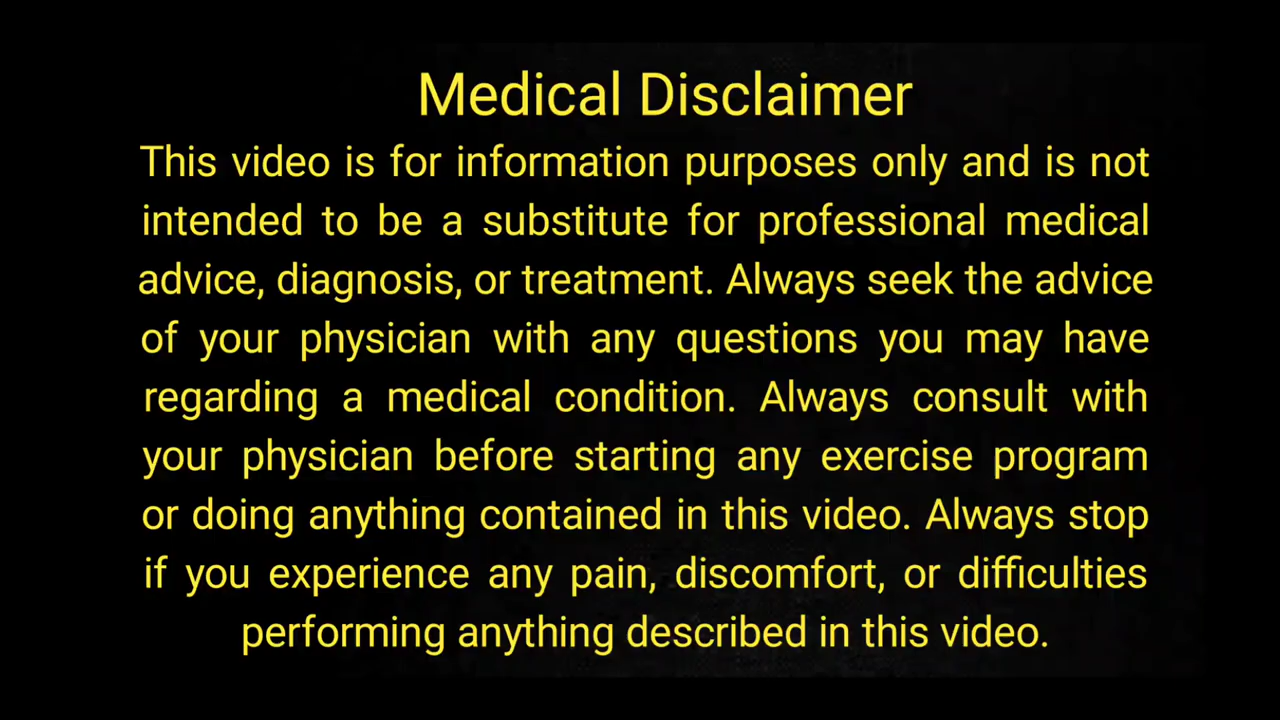 Medical Disclaimer
This video is for information purposes only and is not
intended to be a substitute for professional medical
advice, diagnosis, or treatment. Always seek the advice
of your physician with any questions you may have
regarding a medical condition. Always consult with
your physician before starting any exercise program
or doing anything contained in this video. Always stop
if you experience any pain, discomfort, or difficulties
performing anything described in this video.